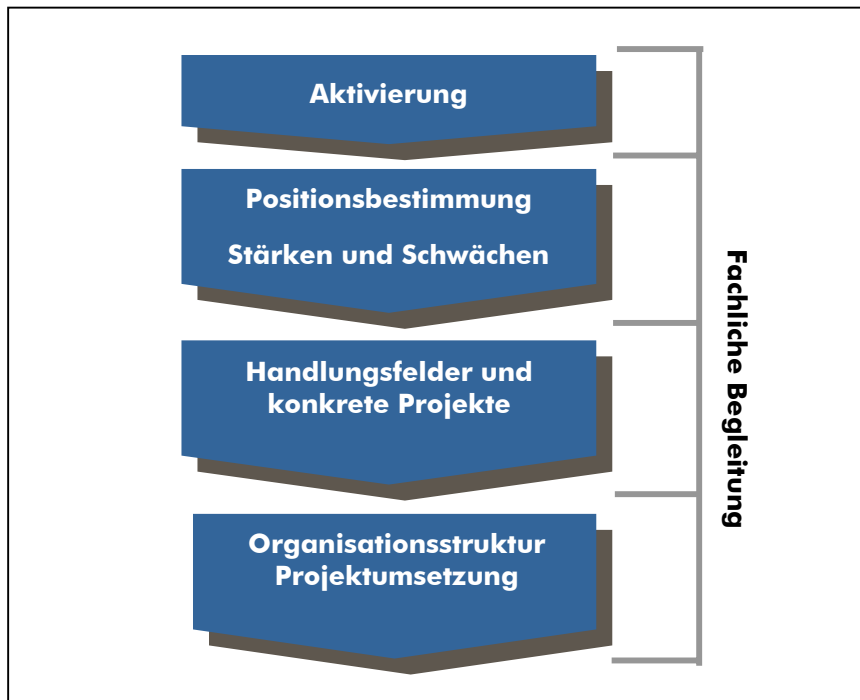 Aktivierung
Positionsbestimmung
Stärken und Schwächen
Handlungsfelder und
konkrete Projekte
Organisationsstruktur
Projektumsetzung
Fachliche Begleitung